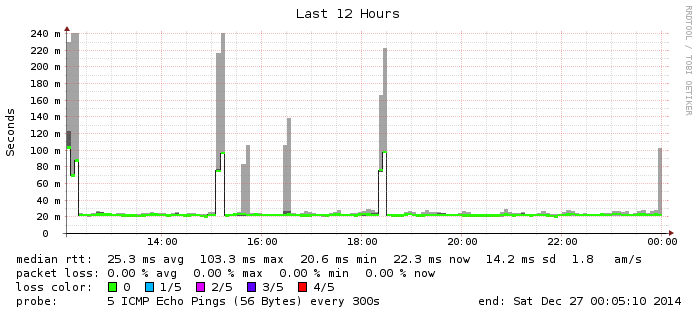 Last 12 Hours
RRDTOOL / TOBI OETIKER
Seconds
240 m
220 m
200 m
180 m
160 m
140 m
120 m
100 m
80 m
60 m
40 m
20 m
0
14:00 16:00 18:00 20:00 22:00 00:00
median rtt: 25.3 ms avg 103.3 ms max 20.6 ms min 22.3 ms now 14.2 ms sd 1.8 am/s
packet loss: 0.00 % avg 0.00 % max 0.00 % min 0.00 % now
loss color: 0 1/5 2/5 3/5 4/5
probe: 5 ICMP Echo Pings (56 Bytes) every 300s end: Sat Dec 27 00:05:10 2014